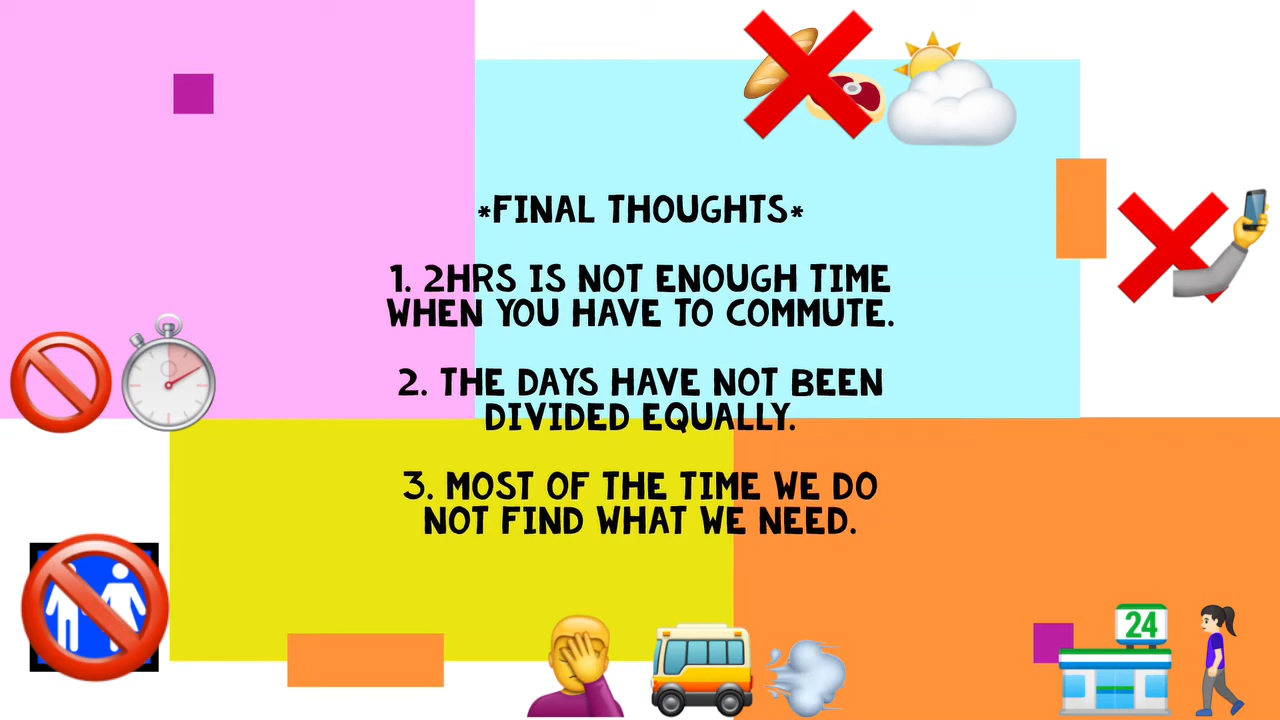 *FINAL THOUGHTS*
1. 2HRS IS NOT ENOUGH TIME
WHEN YOU HAVE TO COMMUTE.
2. THE DAYS HAVE NOT BEEN
DIVIDED EQUALLY.
3. MOST OF THE TIME WE DO
NOT FIND WHAT WE NEED.
24